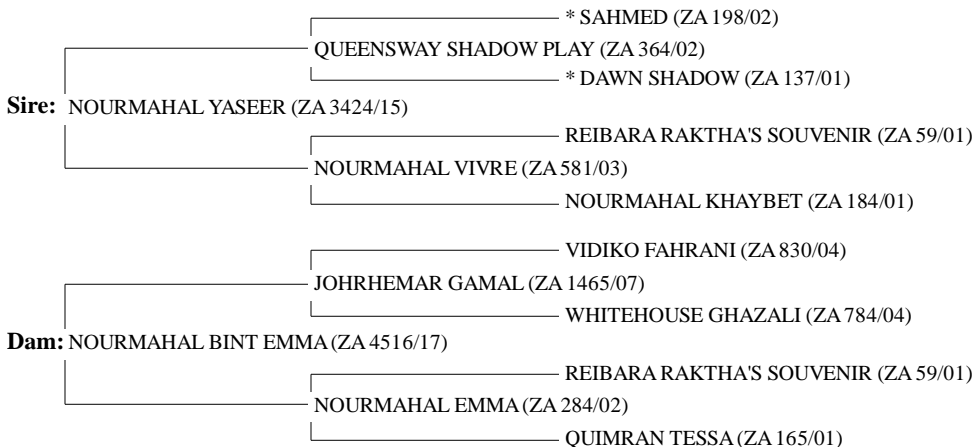 * SAHMED (ZA 198/02)
QUEENSWAY SHADOW PLAY (ZA 364/02)
* DAWN SHADOW (ZA 137/01)
Sire: NOURMAHAL YASEER (ZA 3424/15)
REIBARA RAKTHA'S SOUVENIR (ZA 59/01)
NOURMAHAL VIVRE (ZA 581/03)
NOURMAHAL KHAYBET (ZA 184/01)
VIDIKO FAHRANI (ZA 830/04)
JOHRHEMAR GAMAL (ZA 1465/07)
WHITEHOUSE GHAZALI (ZA 784/04)
Dam: NOURMAHAL BINT EMMA (ZA 4516/17)
REIBARA RAKTHA'S SOUVENIR (ZA 59/01)
NOURMAHAL EMMA (ZA 284/02)
QUIMRAN TESSA (ZA 165/01)